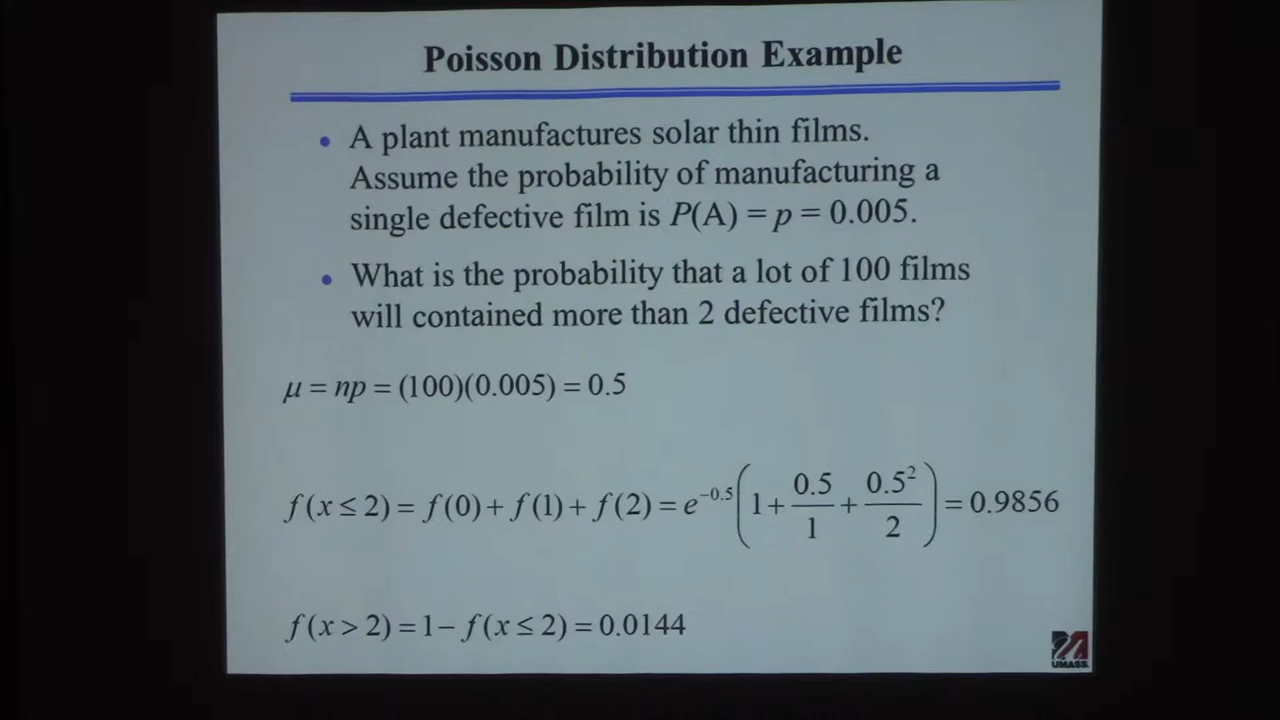 Poisson Distribution Example
• A plant manufactures solar thin films.
Assume the probability of manufacturing a
single defective film is P(A) = p = 0.005.
• What is the probability that a lot of 100 films
will contained more than 2 defective films?
μ = np = (100)(0.005) = 0.5
f(x ≤ 2) = f(0) + f(1) + f(2) = e^{-0.5}(1 + 0.5/1 + 0.5²/2) = 0.9856
f(x > 2) = 1 − f(x ≤ 2) = 0.0144
UMASS